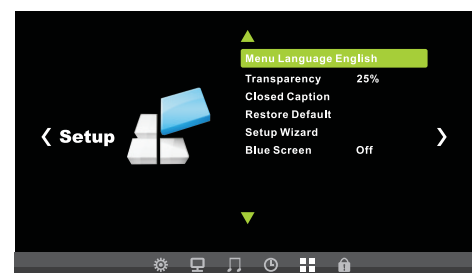 Setup
Menu Language English
Transparency 25%
Closed Caption
Restore Default
Setup Wizard
Blue Screen Off